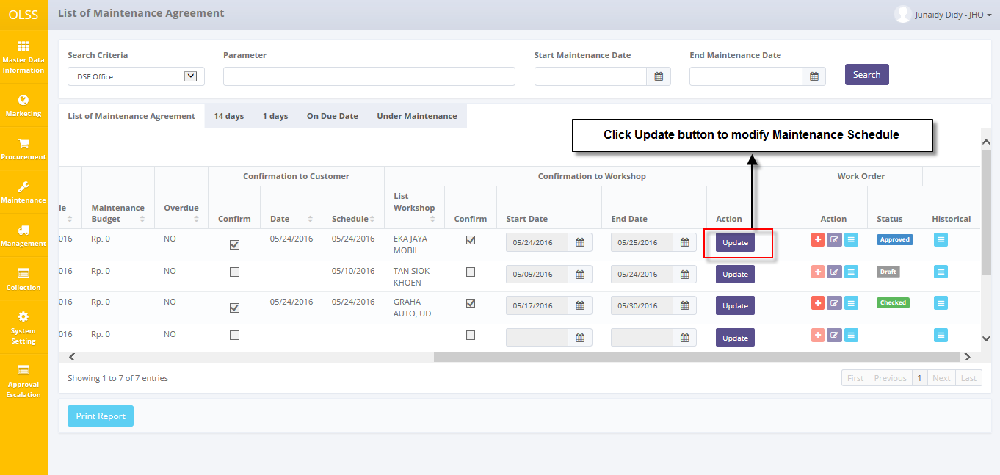 OLSS
List of Maintenance Agreement
Junaidy Didy - JHO
Master Data
Information
Marketing
Procurement
Maintenance
Management
Collection
System
Setting
Approval
Escalation
Search Criteria
Parameter
Start Maintenance Date
End Maintenance Date
DSF Office
Search
List of Maintenance Agreement
14 days
1 days
On Due Date
Under Maintenance
Click Update button to modify Maintenance Schedule
Confirmation to Customer
Confirmation to Workshop
Work Order
le
Maintenance
Budget
Overdue
Confirm
Date
Schedule
List
Workshop
Confirm
Start Date
End Date
Action
Action
Status
Historical
016 Rp. 0 NO 05/24/2016 05/24/2016 EKA JAYA
MOBIL
05/24/2016 05/25/2016 Update Approved
016 Rp. 0 NO 05/10/2016 TAN SIOK
KHOEN
05/09/2016 05/24/2016 Update Draft
016 Rp. 0 NO 05/24/2016 05/24/2016 GRAHA
AUTO, UD.
05/17/2016 05/30/2016 Update Checked
016 Rp. 0 NO Update
Showing 1 to 7 of 7 entries
First Previous 1 Next Last
Print Report